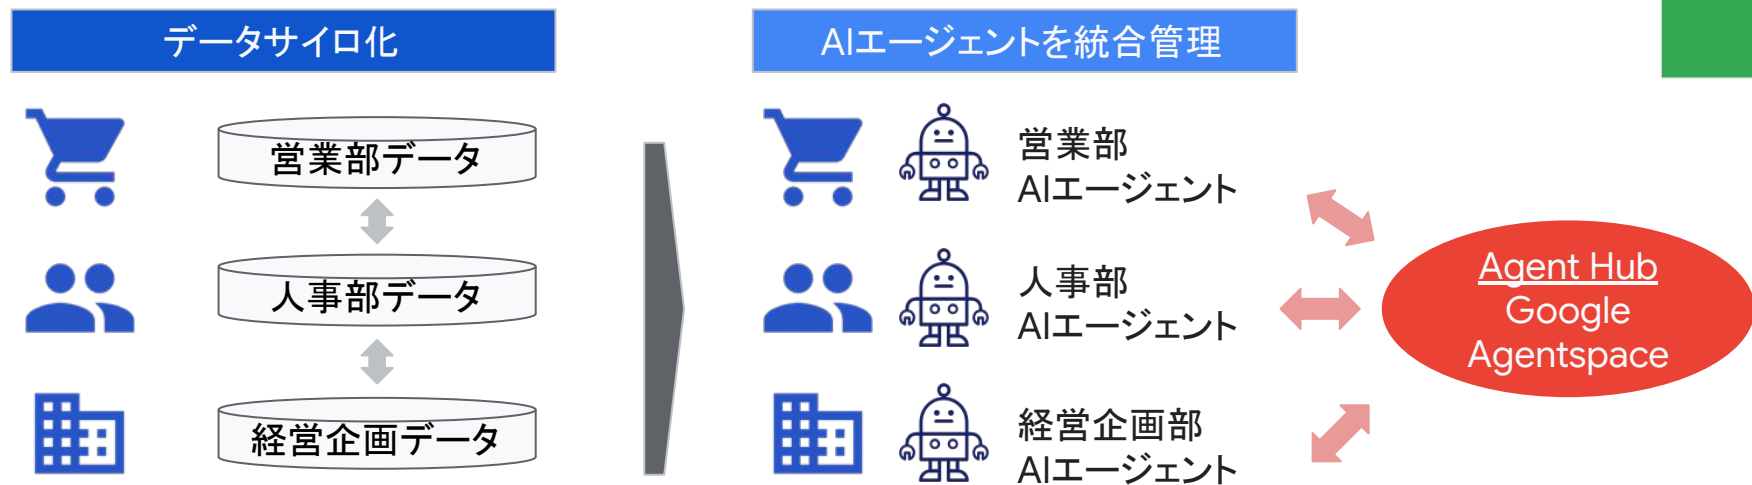 データサイロ化
営業部データ
人事部データ
経営企画データ
AIエージェントを統合管理
営業部
AIエージェント
人事部
AIエージェント
経営企画部
AIエージェント
Agent Hub
Google
Agentspace